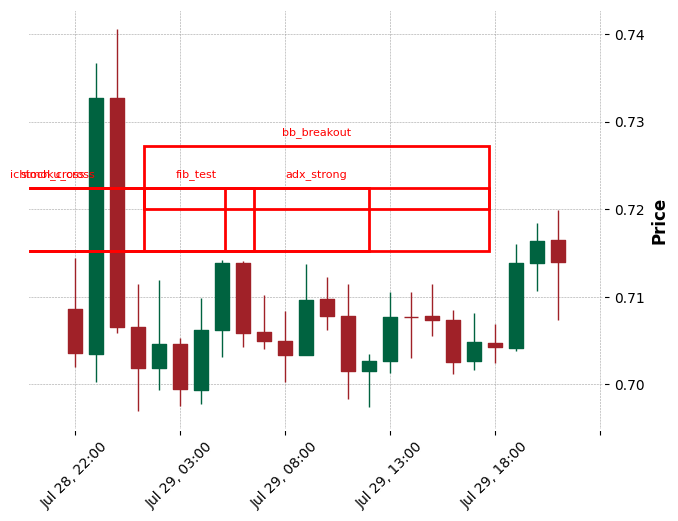 0.74
0.73
bb_breakout
fib_test
adx_strong
0.72
Price
0.71
0.70
Jul 28, 22:00
Jul 29, 03:00
Jul 29, 08:00
Jul 29, 13:00
Jul 29, 18:00